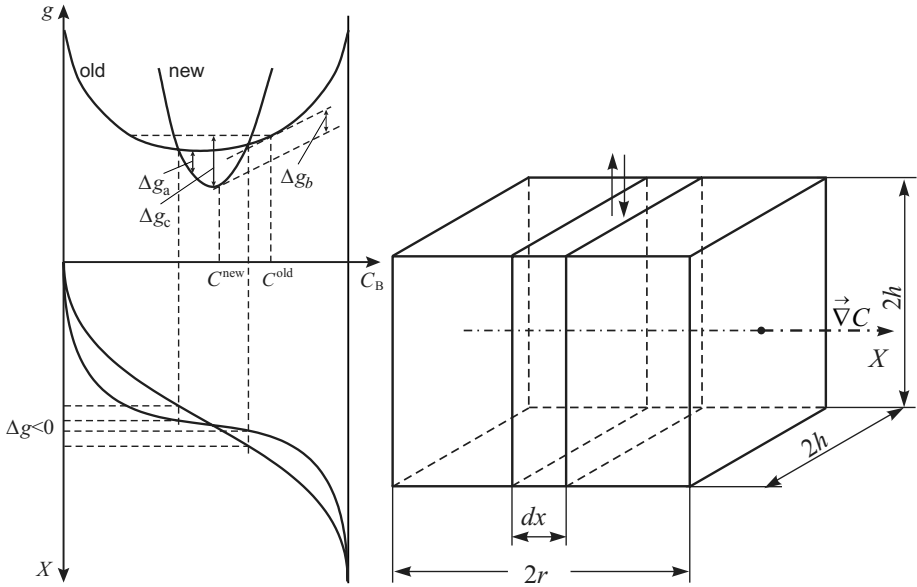 g
old
new
Δg_a
Δg_c
Δg_b
C^new
C^old
C_B
Δg<0
X
∇⃗C
X
2h
2h
dx
2r